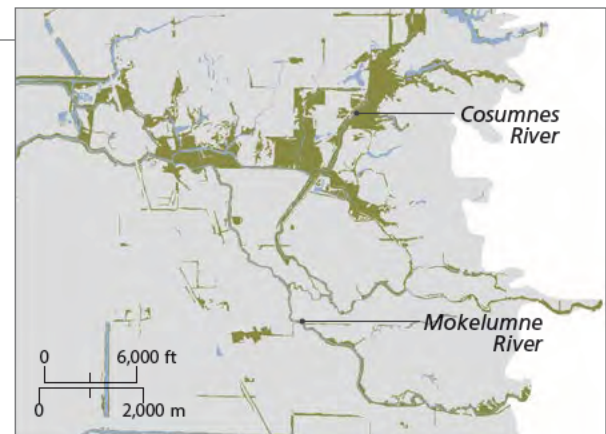 Cosumnes
River
Mokelumne
River
0 6,000 ft
0 2,000 m